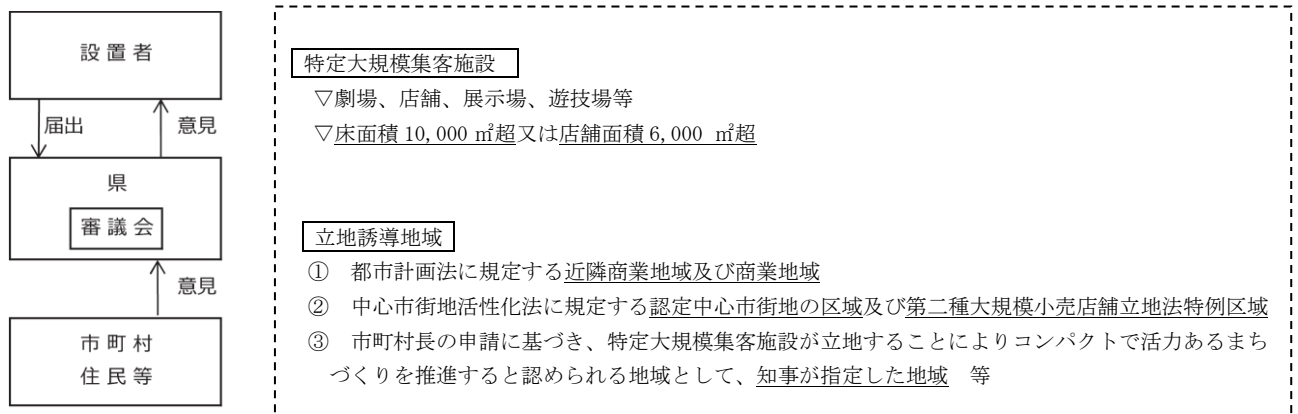 設置者
届出
意見
県
審議会
意見
市町村
住民等
特定大規模集客施設
▽劇場、店舗、展示場、遊技場等
▽床面積 10,000 ㎡超又は店舗面積 6,000 ㎡超
立地誘導地域
① 都市計画法に規定する近隣商業地域及び商業地域
② 中心市街地活性化法に規定する認定中心市街地の区域及び第二種大規模小売店舗立地法特例区域
③ 市町村長の申請に基づき、特定大規模集客施設が立地することによりコンパクトで活力あるまち
づくりを推進すると認められる地域として、知事が指定した地域 等